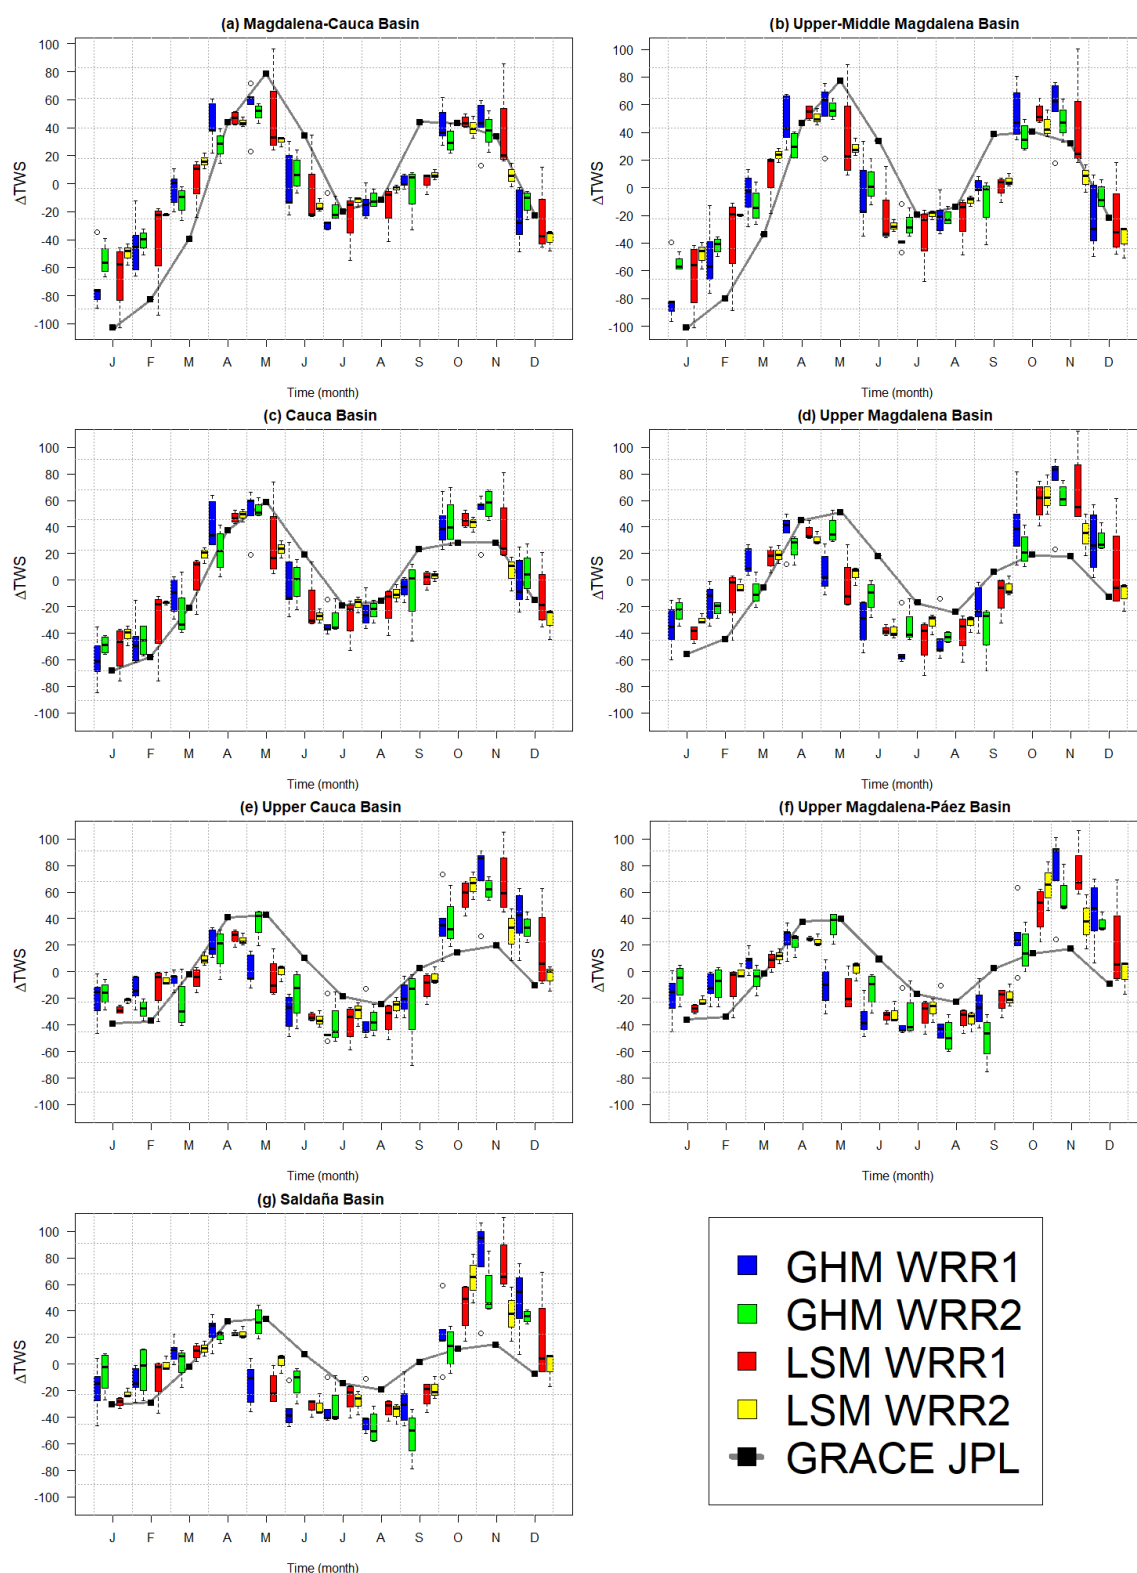 (a) Magdalena-Cauca Basin
100
80
60
40
20
0
-20
-40
-60
-80
-100
ΔTWS
J F M A M J J A S O N D
Time (month)
(b) Upper-Middle Magdalena Basin
100
80
60
40
20
0
-20
-40
-60
-80
-100
ΔTWS
J F M A M J J A S O N D
Time (month)
(c) Cauca Basin
100
80
60
40
20
0
-20
-40
-60
-80
-100
ΔTWS
J F M A M J J A S O N D
Time (month)
(d) Upper Magdalena Basin
100
80
60
40
20
0
-20
-40
-60
-80
-100
ΔTWS
J F M A M J J A S O N D
Time (month)
(e) Upper Cauca Basin
100
80
60
40
20
0
-20
-40
-60
-80
-100
ΔTWS
J F M A M J J A S O N D
Time (month)
(f) Upper Magdalena-Páez Basin
100
80
60
40
20
0
-20
-40
-60
-80
-100
ΔTWS
J F M A M J J A S O N D
Time (month)
(g) Saldaña Basin
100
80
60
40
20
0
-20
-40
-60
-80
-100
ΔTWS
J F M A M J J A S O N D
Time (month)
GHM WRR1
GHM WRR2
LSM WRR1
LSM WRR2
GRACE JPL